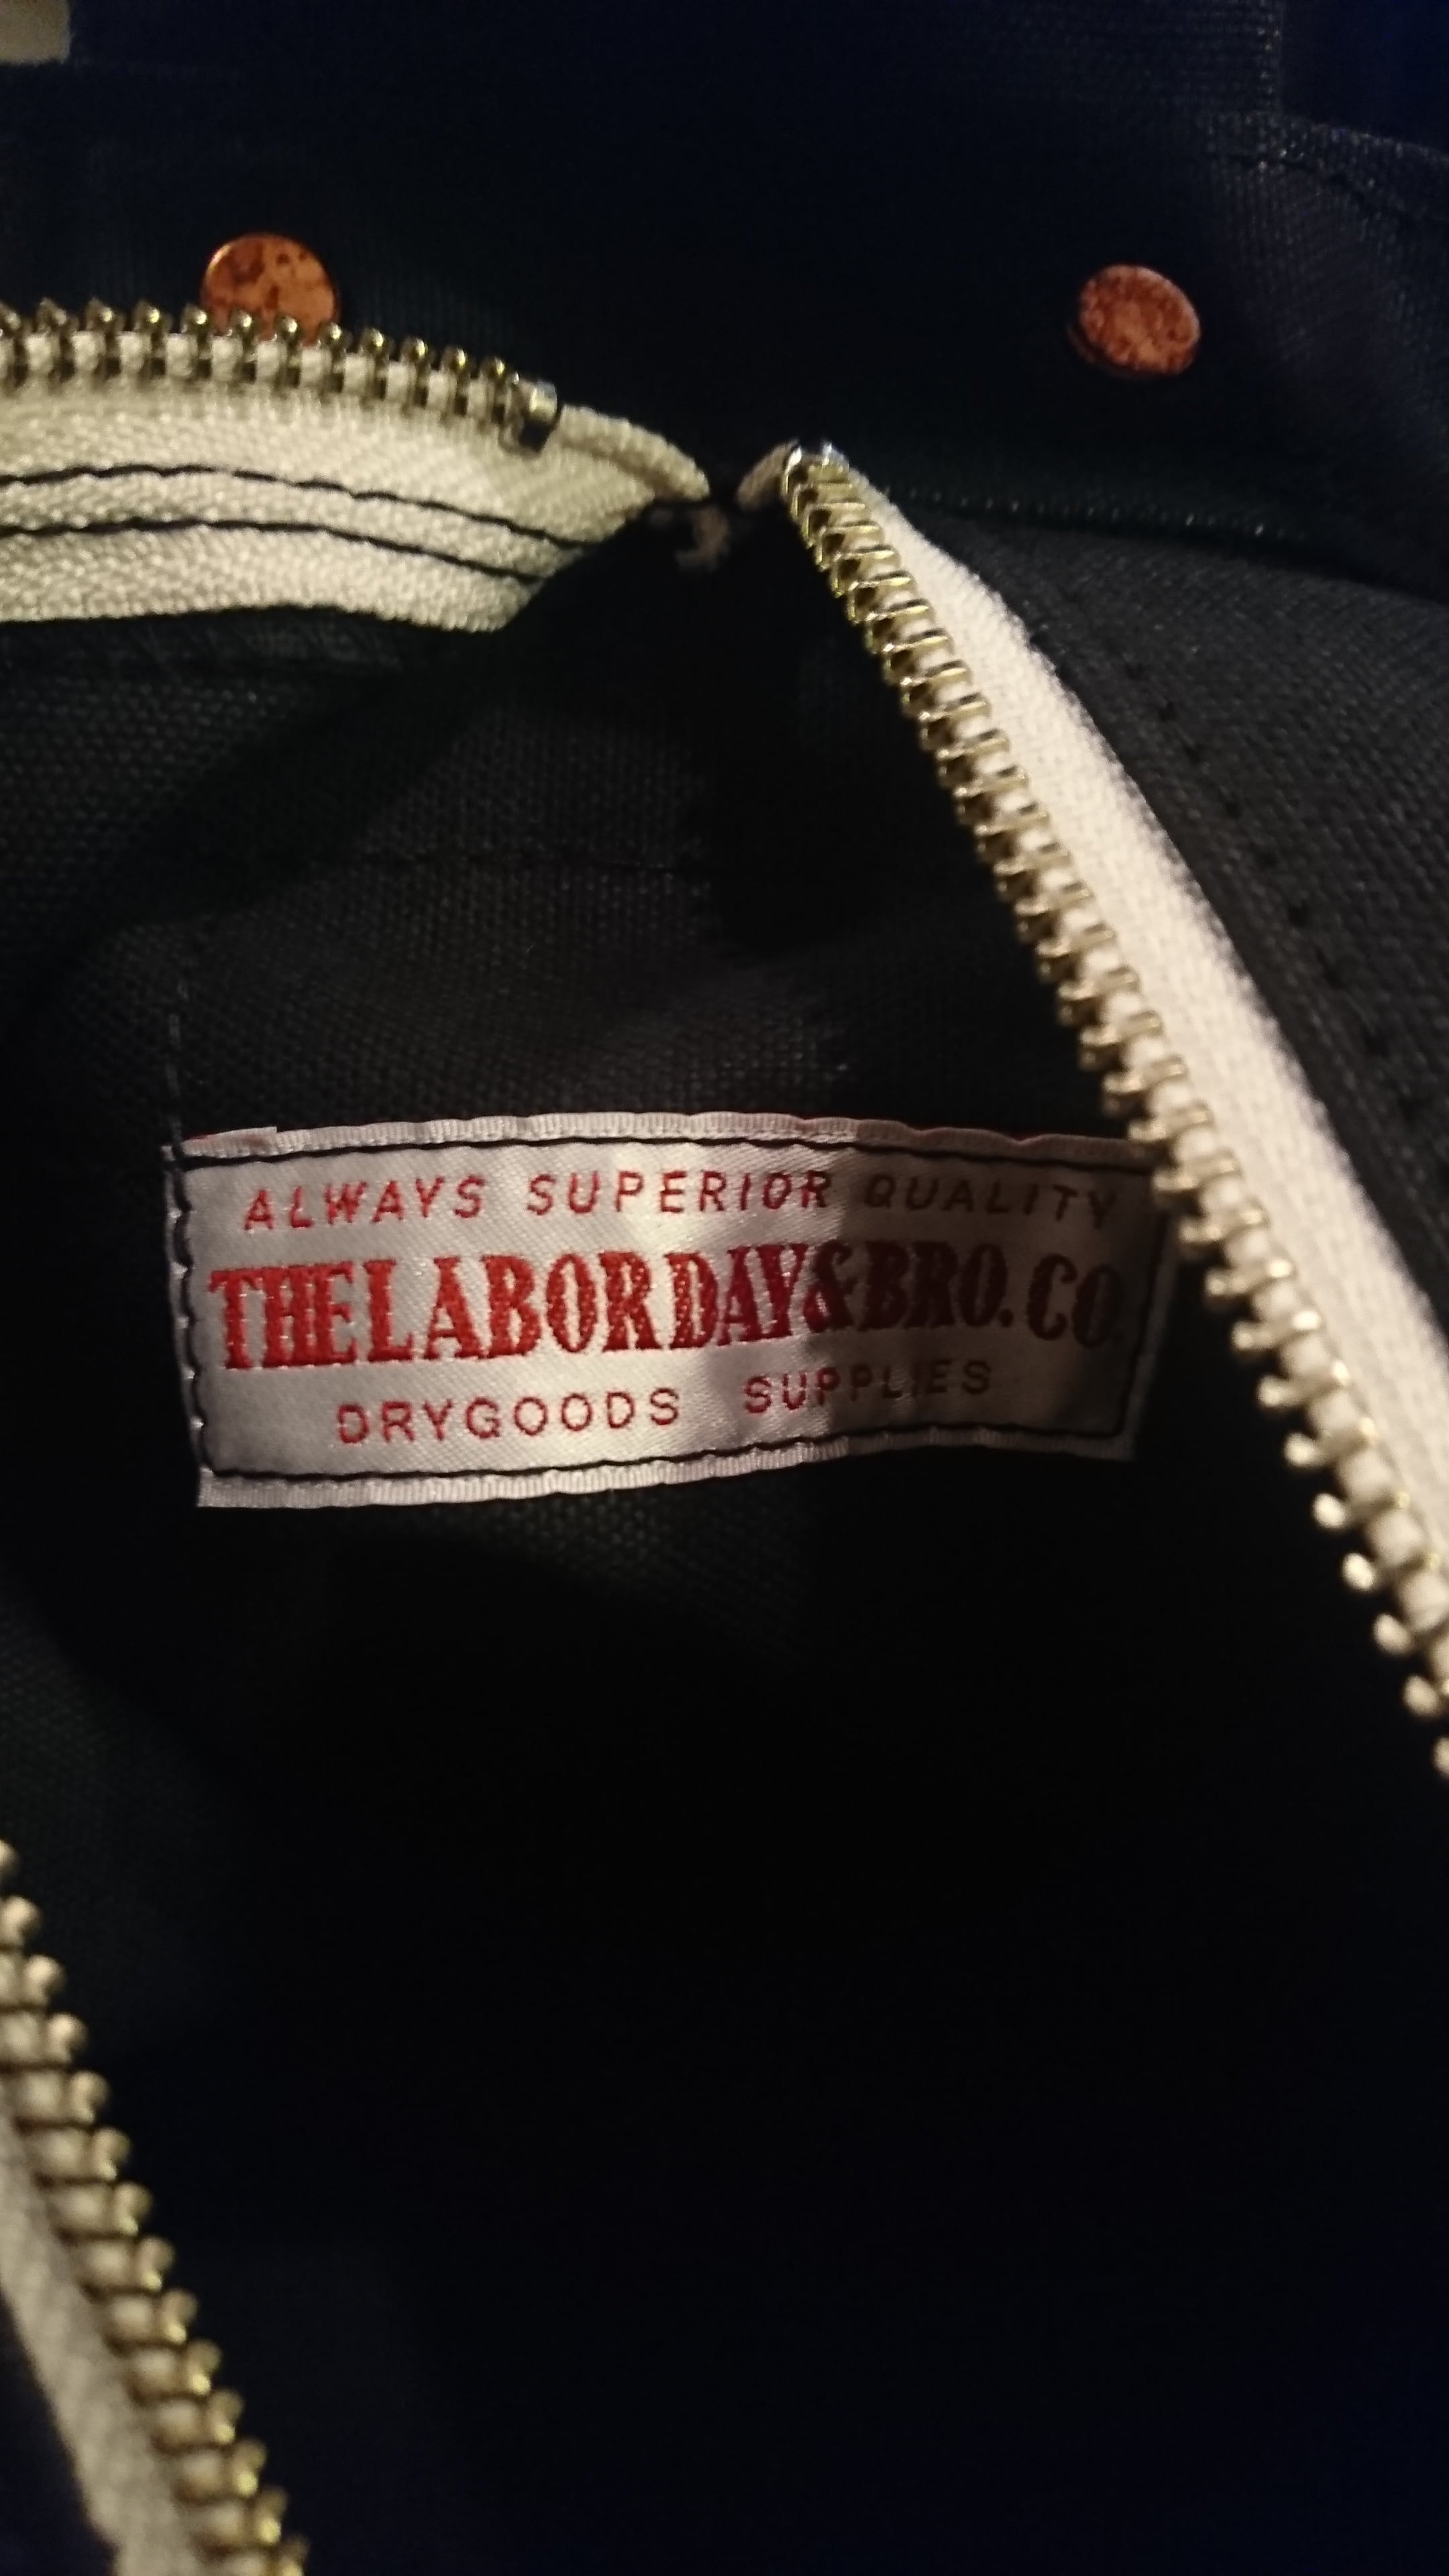 ALWAYS SUPERIOR QUALITY
THE LABOR DAY & BRO. CO.
DRYGOODS SUPPLIES